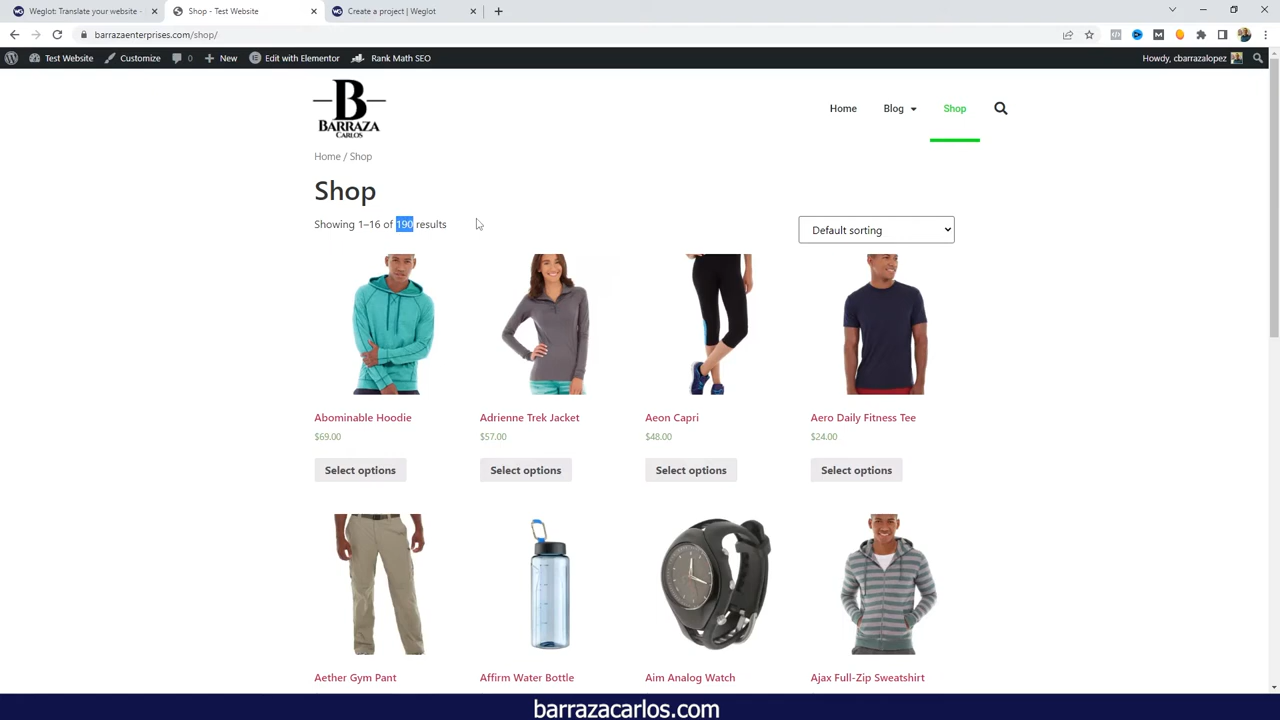 Weglot: Translate your website -
Shop - Test Website
Create a project | Weglot
barrazaenterprises.com/shop/
Test Website
Customize
0
New
Edit with Elementor
Rank Math SEO
Howdy, cbarrazalopez
B
BARRAZA
CARLOS
Home
Blog
Shop
Home / Shop
Shop
Showing 1–16 of 190 results
Default sorting
Abominable Hoodie
Adrienne Trek Jacket
Aeon Capri
Aero Daily Fitness Tee
$69.00
$57.00
$48.00
$24.00
Select options
Select options
Select options
Select options
Aether Gym Pant
Affirm Water Bottle
Aim Analog Watch
Ajax Full-Zip Sweatshirt
barrazacarlos.com